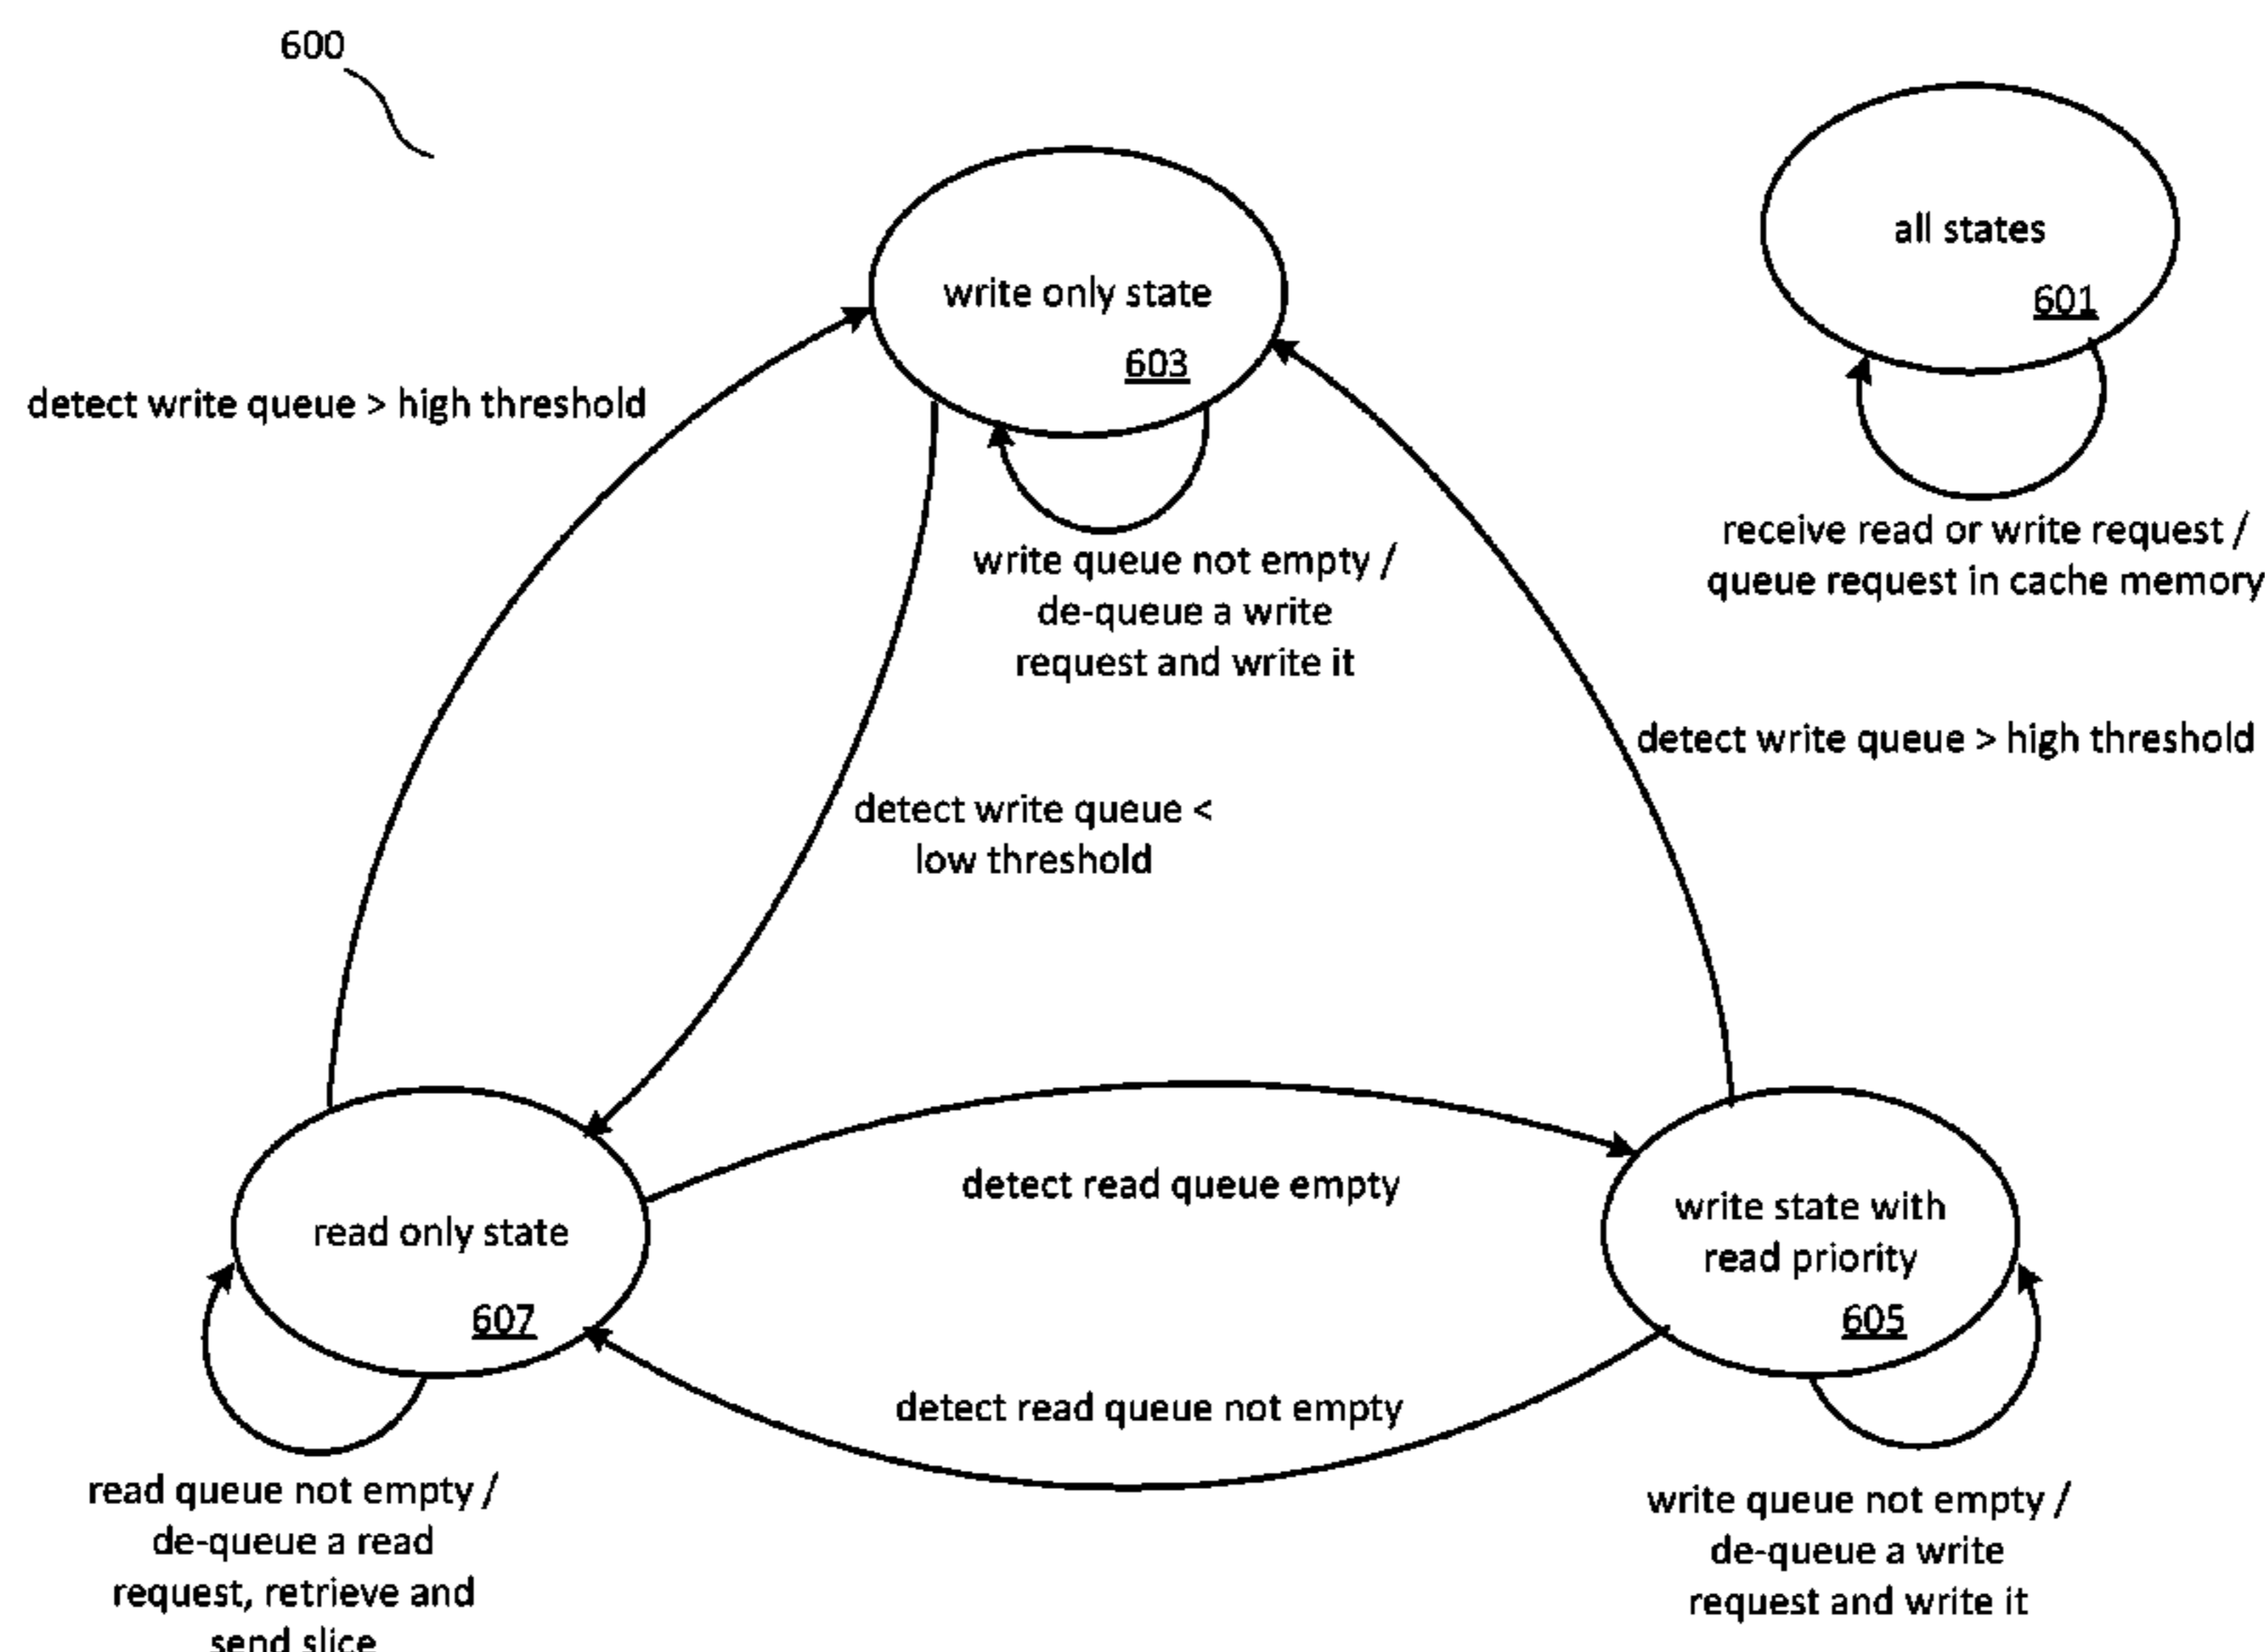 600
all states
601
write only state
603
detect write queue > high threshold
receive read or write request /
queue request in cache memory
write queue not empty /
de-queue a write
request and write it
detect write queue > high threshold
detect write queue <
low threshold
detect read queue empty
read only state
607
write state with
read priority
605
detect read queue not empty
read queue not empty /
de-queue a read
request, retrieve and
send slice
write queue not empty /
de-queue a write
request and write it